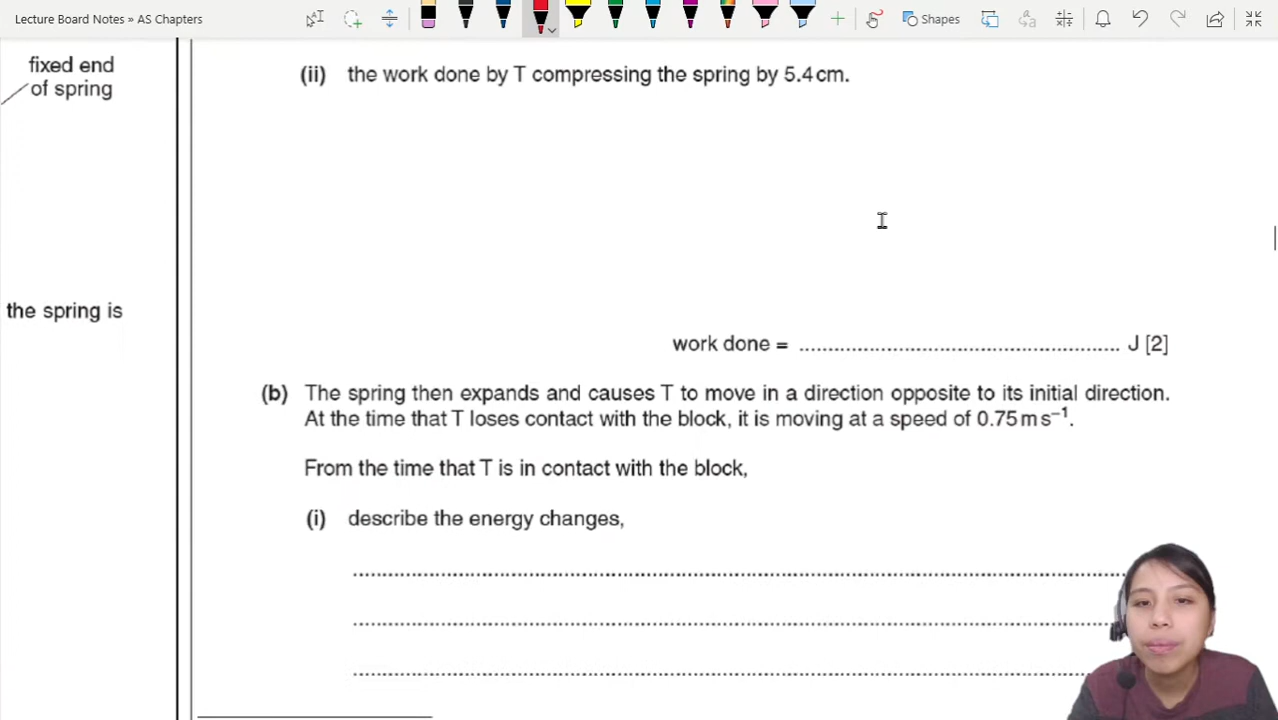 Lecture Board Notes » AS Chapters
Shapes
fixed end
of spring
(ii) the work done by T compressing the spring by 5.4 cm.
the spring is
work done = ........................................................ J [2]
(b) The spring then expands and causes T to move in a direction opposite to its initial direction.
At the time that T loses contact with the block, it is moving at a speed of 0.75 m s⁻¹.
From the time that T is in contact with the block,
(i) describe the energy changes,